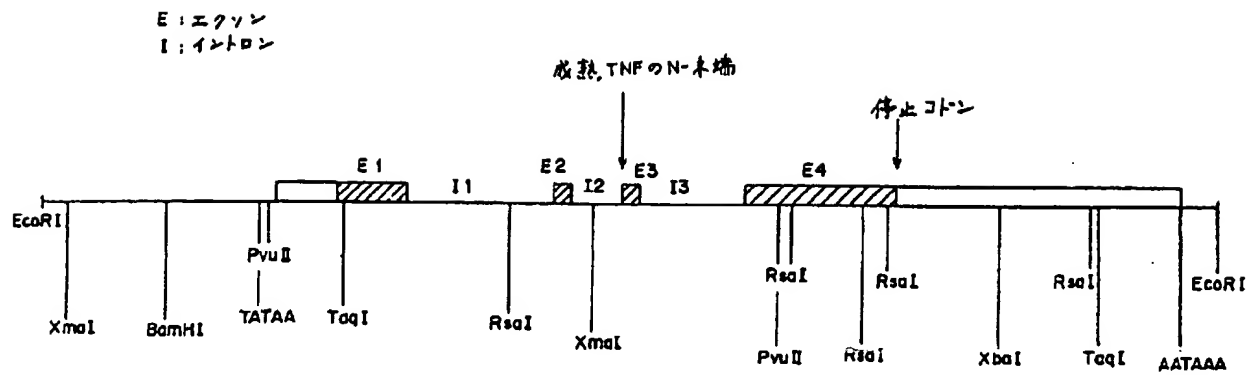 E：エクソン
I；イントロン
成熟TNFのN-末端
停止コドン
E1
I1
E2
I2
E3
I3
E4
EcoRI
PvuII
RsaI
RsaI
RsaI
EcoRI
XmaI
BamHI
TATAA
TaqI
RsaI
XmaI
PvuII
RsaI
XbaI
TaqI
AATAAA